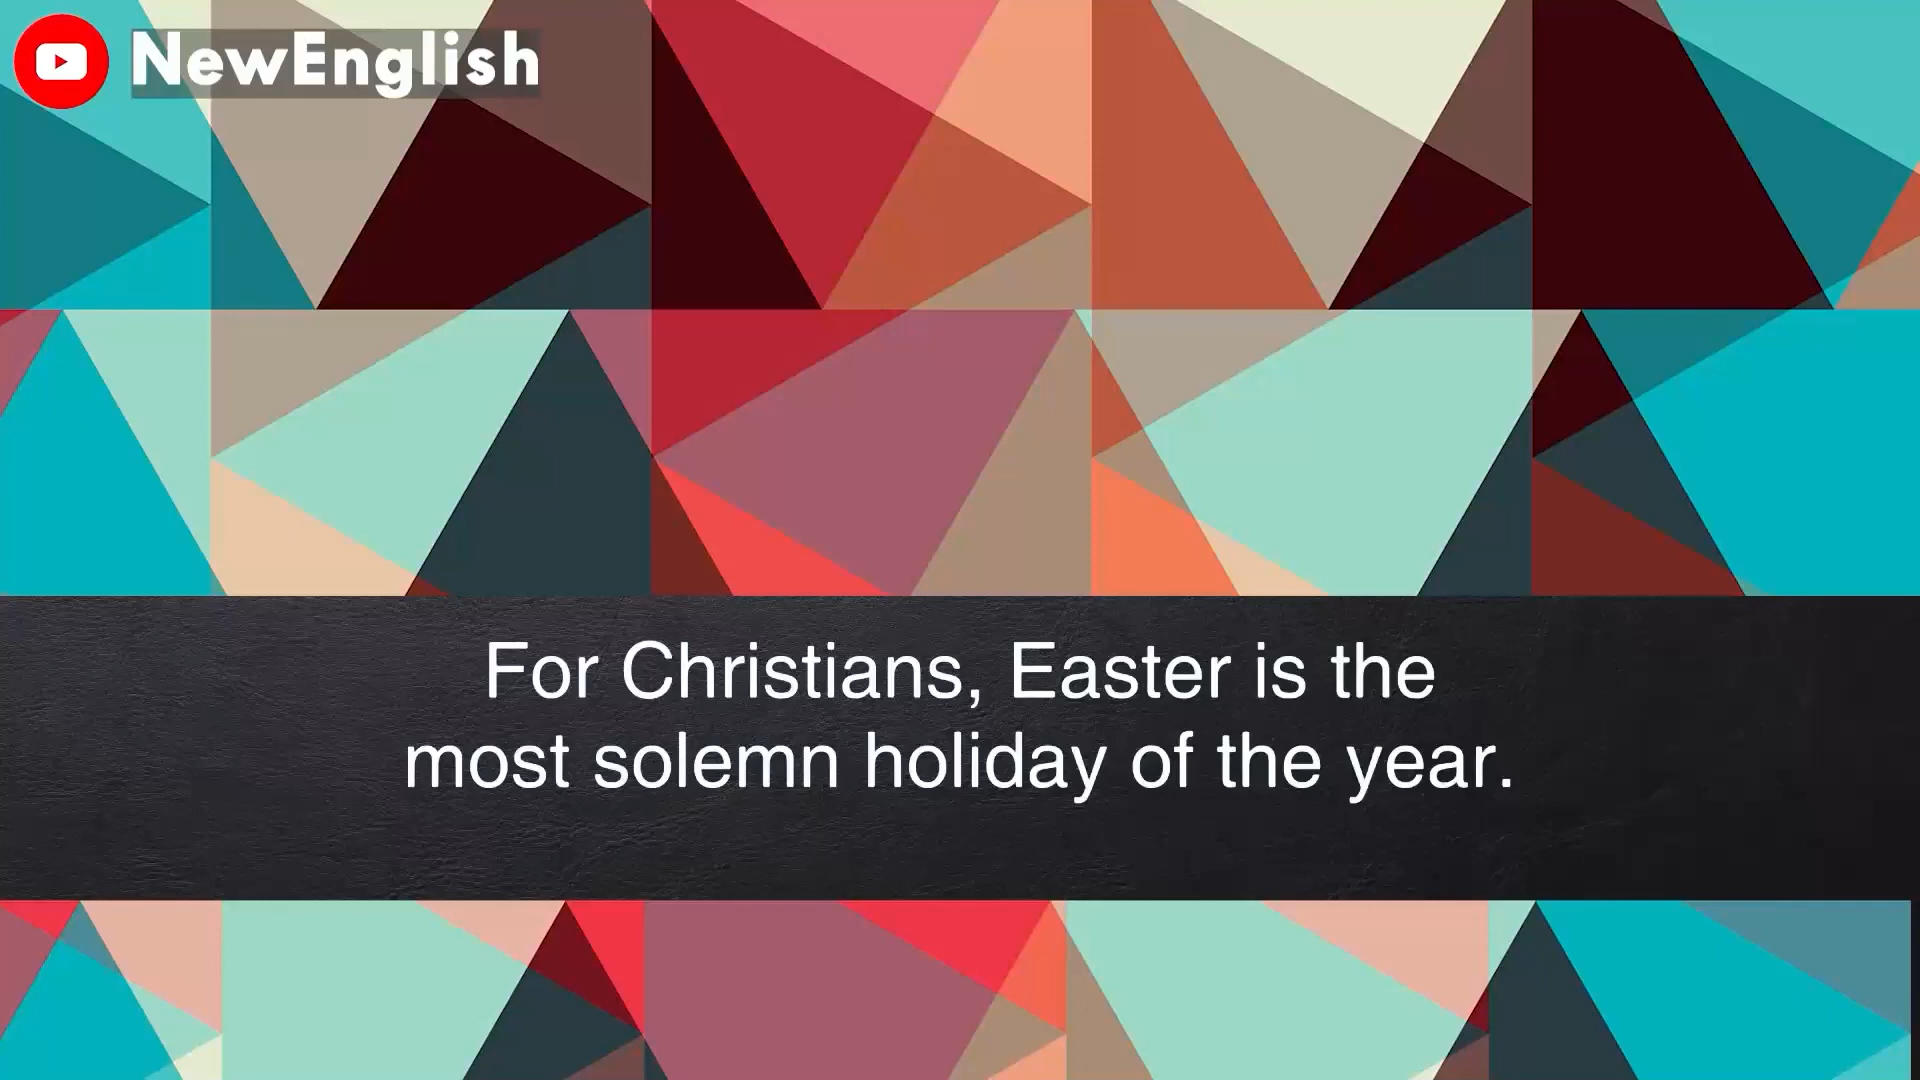 NewEnglish
For Christians, Easter is the
most solemn holiday of the year.